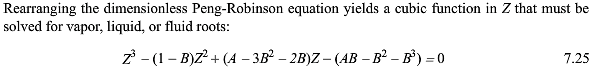 Rearranging the dimensionless Peng-Robinson equation yields a cubic function in Z that must be
solved for vapor, liquid, or fluid roots:
Z³ – (1 – B)Z² + (A – 3B² – 2B)Z – (AB – B² – B³) = 0 7.25